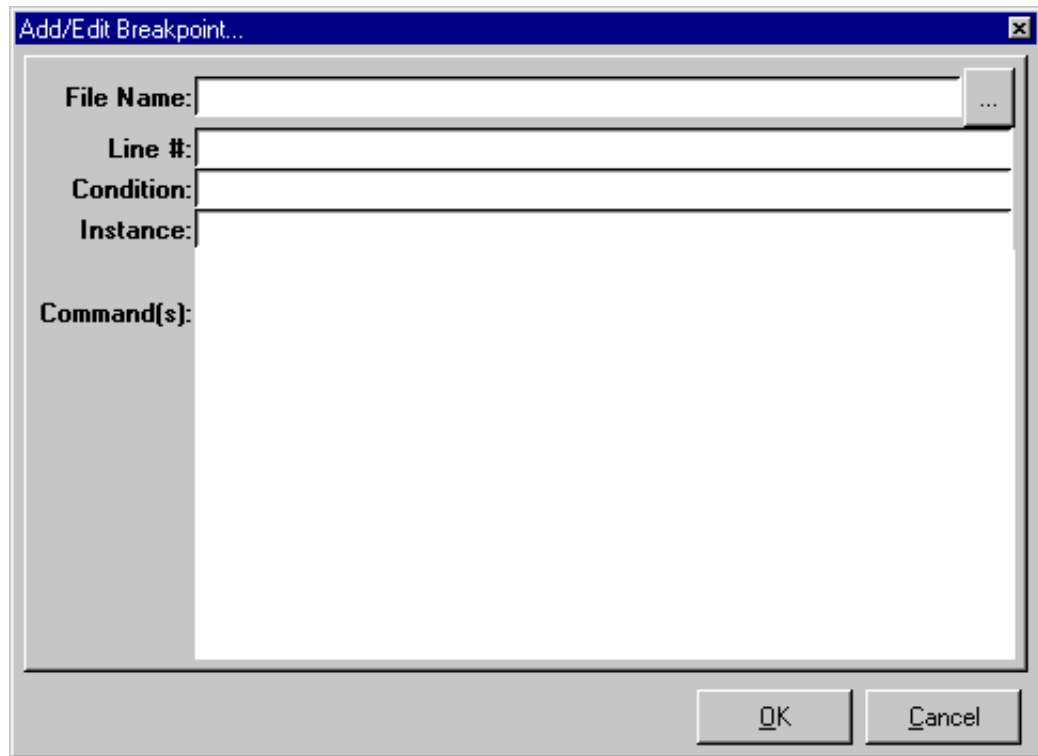 Add/Edit Breakpoint...
File Name:
...
Line #:
Condition:
Instance:
Command(s):
OK Cancel